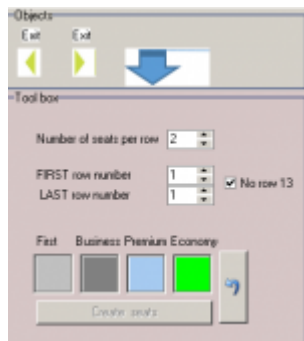 Objects
Exit Exit
Tool box
Number of seats per row 2
FIRST row number 1
LAST row number 1
No row 13
First Business Premium Economy
Create seats